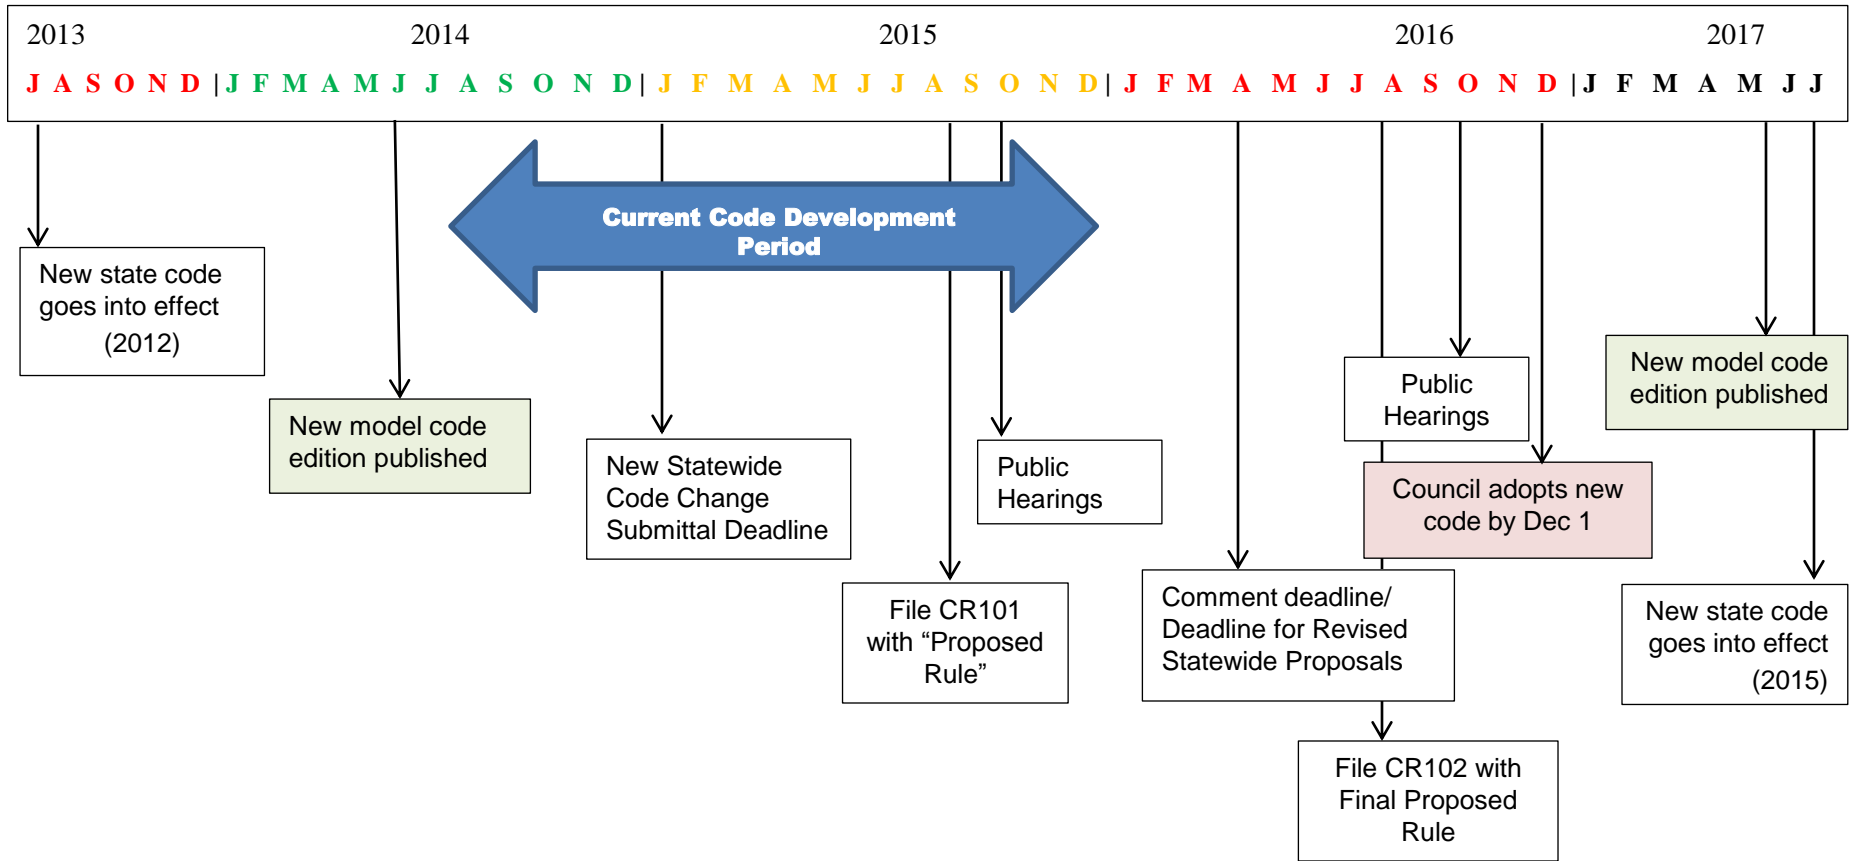 2013 2014 2015 2016 2017
J A S O N D | J F M A M J J A S O N D | J F M A M J J A S O N D | J F M A M J J A S O N D | J F M A M J J
Current Code Development
Period
New state code
goes into effect
(2012)
New model code
edition published
New Statewide
Code Change
Submittal Deadline
File CR101
with “Proposed
Rule”
Public
Hearings
Comment deadline/
Deadline for Revised
Statewide Proposals
File CR102 with
Final Proposed
Rule
Public
Hearings
Council adopts new
code by Dec 1
New model code
edition published
New state code
goes into effect
(2015)